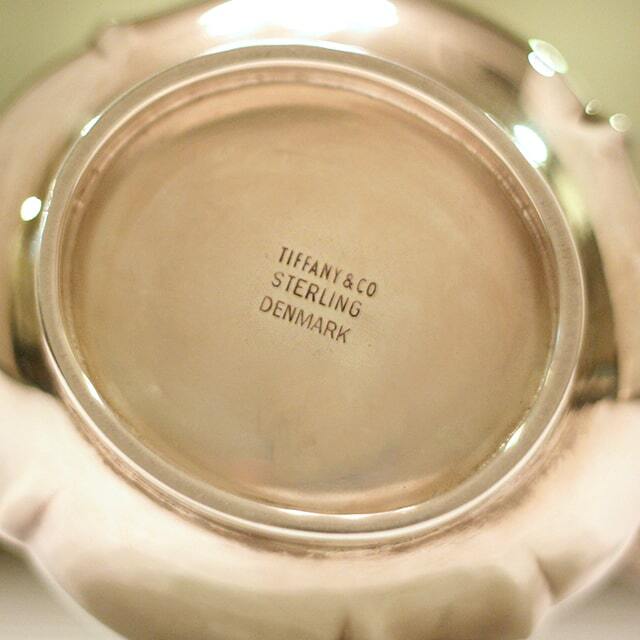 TIFFANY & CO
STERLING
DENMARK